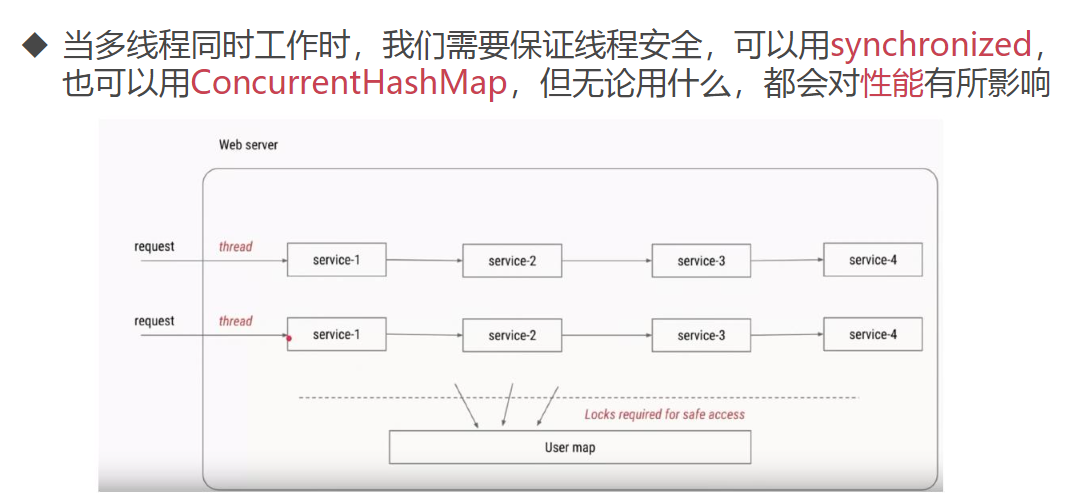 ◆ 当多线程同时工作时，我们需要保证线程安全，可以用synchronized，
也可以用ConcurrentHashMap，但无论用什么，都会对性能有所影响
Web server
request thread service-1 service-2 service-3 service-4
request thread service-1 service-2 service-3 service-4
Locks required for safe access
User map